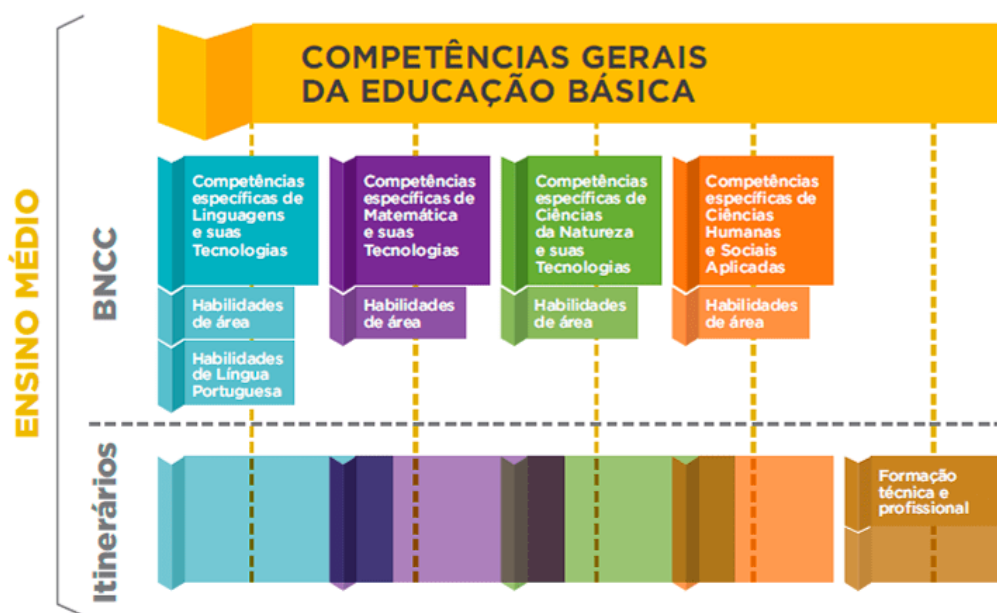 ENSINO MÉDIO
BNCC
COMPETÊNCIAS GERAIS
DA EDUCAÇÃO BÁSICA
Competências
específicas de
Linguagens
e suas
Tecnologias
Habilidades
de área
Habilidades
de Língua
Portuguesa
Competências
específicas de
Matemática
e suas
Tecnologias
Habilidades
de área
Competências
específicas de
Ciências
da Natureza
e suas
Tecnologias
Habilidades
de área
Competências
específicas de
Ciências
Humanas
e Sociais
Aplicadas
Habilidades
de área
Itinerários
Formação
técnica e
profissional